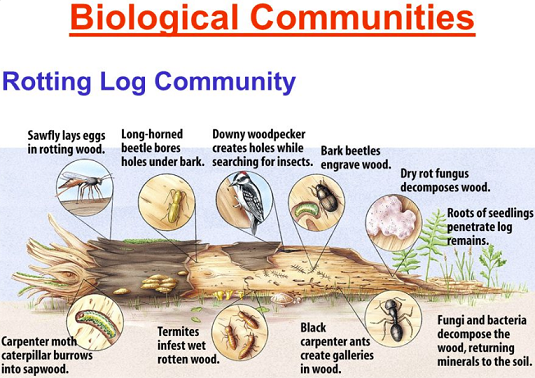 Biological Communities
Rotting Log Community
Sawfly lays eggs
in rotting wood.
Long-horned
beetle bores
holes under bark.
Downy woodpecker
creates holes while
searching for insects.
Bark beetles
engrave wood.
Dry rot fungus
decomposes wood.
Roots of seedlings
penetrate log
remains.
Carpenter moth
caterpillar burrows
into sapwood.
Termites
infest wet
rotten wood.
Black
carpenter ants
create galleries
in wood.
Fungi and bacteria
decompose the
wood, returning
minerals to the soil.